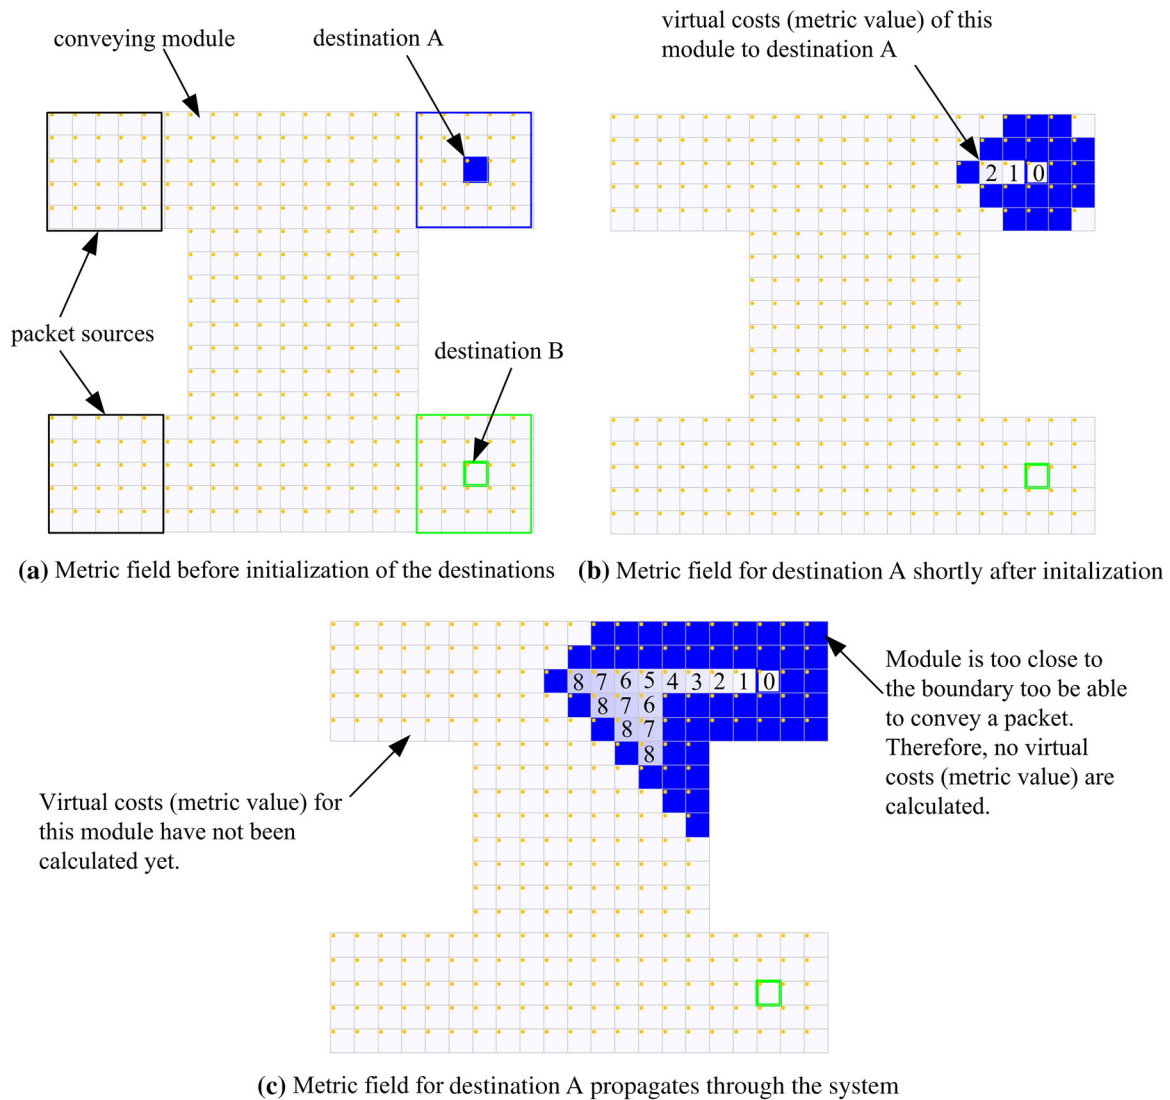 conveying module
destination A
packet sources
destination B
(a) Metric field before initialization of the destinations
virtual costs (metric value) of this
module to destination A
2 1 0
(b) Metric field for destination A shortly after initalization
8 7 6 5 4 3 2 1 0
8 7 6
8 7
8
Module is too close to
the boundary too be able
to convey a packet.
Therefore, no virtual
costs (metric value) are
calculated.
Virtual costs (metric value) for
this module have not been
calculated yet.
(c) Metric field for destination A propagates through the system